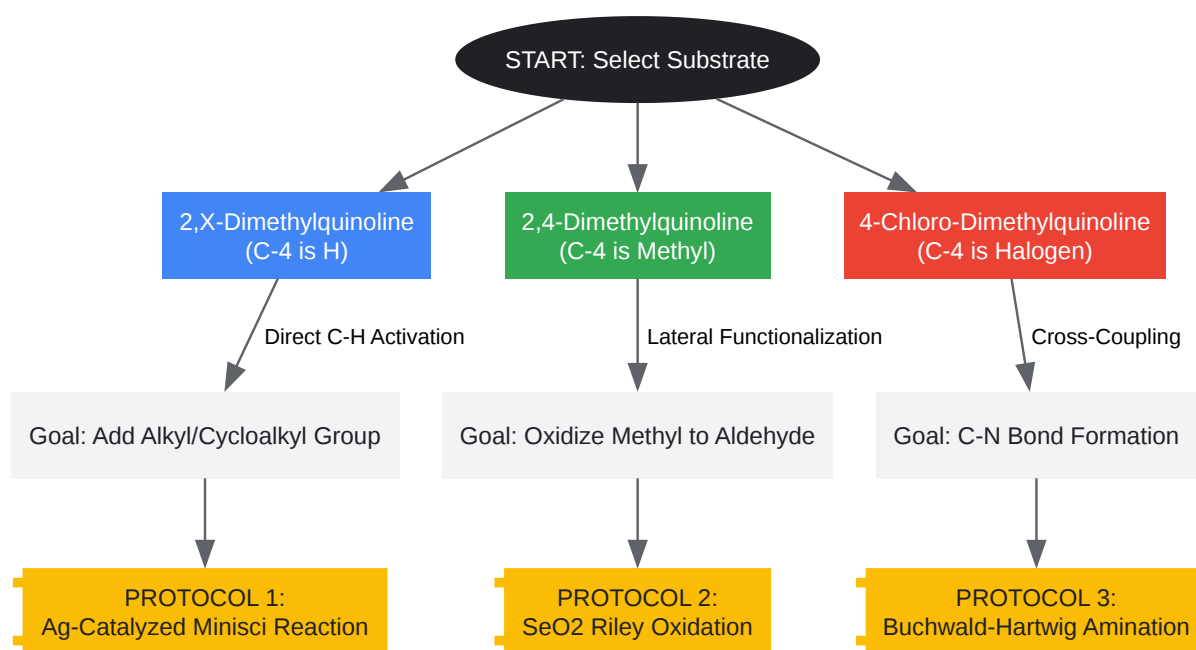 START: Select Substrate
2,X-Dimethylquinoline
(C-4 is H)
2,4-Dimethylquinoline
(C-4 is Methyl)
4-Chloro-Dimethylquinoline
(C-4 is Halogen)
Direct C-H Activation
Lateral Functionalization
Cross-Coupling
Goal: Add Alkyl/Cycloalkyl Group
Goal: Oxidize Methyl to Aldehyde
Goal: C-N Bond Formation
PROTOCOL 1:
Ag-Catalyzed Minisci Reaction
PROTOCOL 2:
SeO2 Riley Oxidation
PROTOCOL 3:
Buchwald-Hartwig Amination